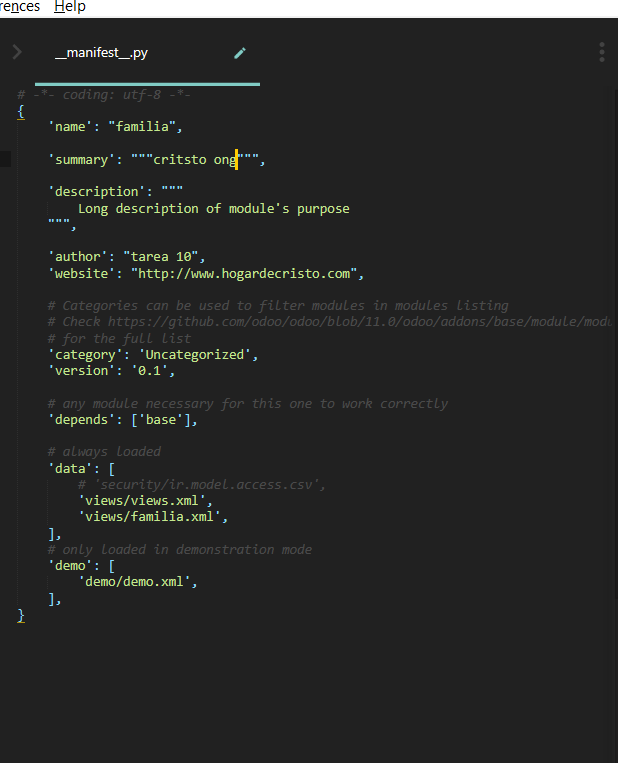 rences Help
__manifest__.py
# -*- coding: utf-8 -*-
{
'name': "familia",
'summary': """critsto ong""",
'description': """
Long description of module's purpose
""",
'author': "tarea 10",
'website': "http://www.hogardecristo.com",
# Categories can be used to filter modules in modules listing
# Check https://github.com/odoo/odoo/blob/11.0/odoo/addons/base/module/modu
# for the full list
'category': 'Uncategorized',
'version': '0.1',
# any module necessary for this one to work correctly
'depends': ['base'],
# always loaded
'data': [
# 'security/ir.model.access.csv',
'views/views.xml',
'views/familia.xml',
],
# only loaded in demonstration mode
'demo': [
'demo/demo.xml',
],
}